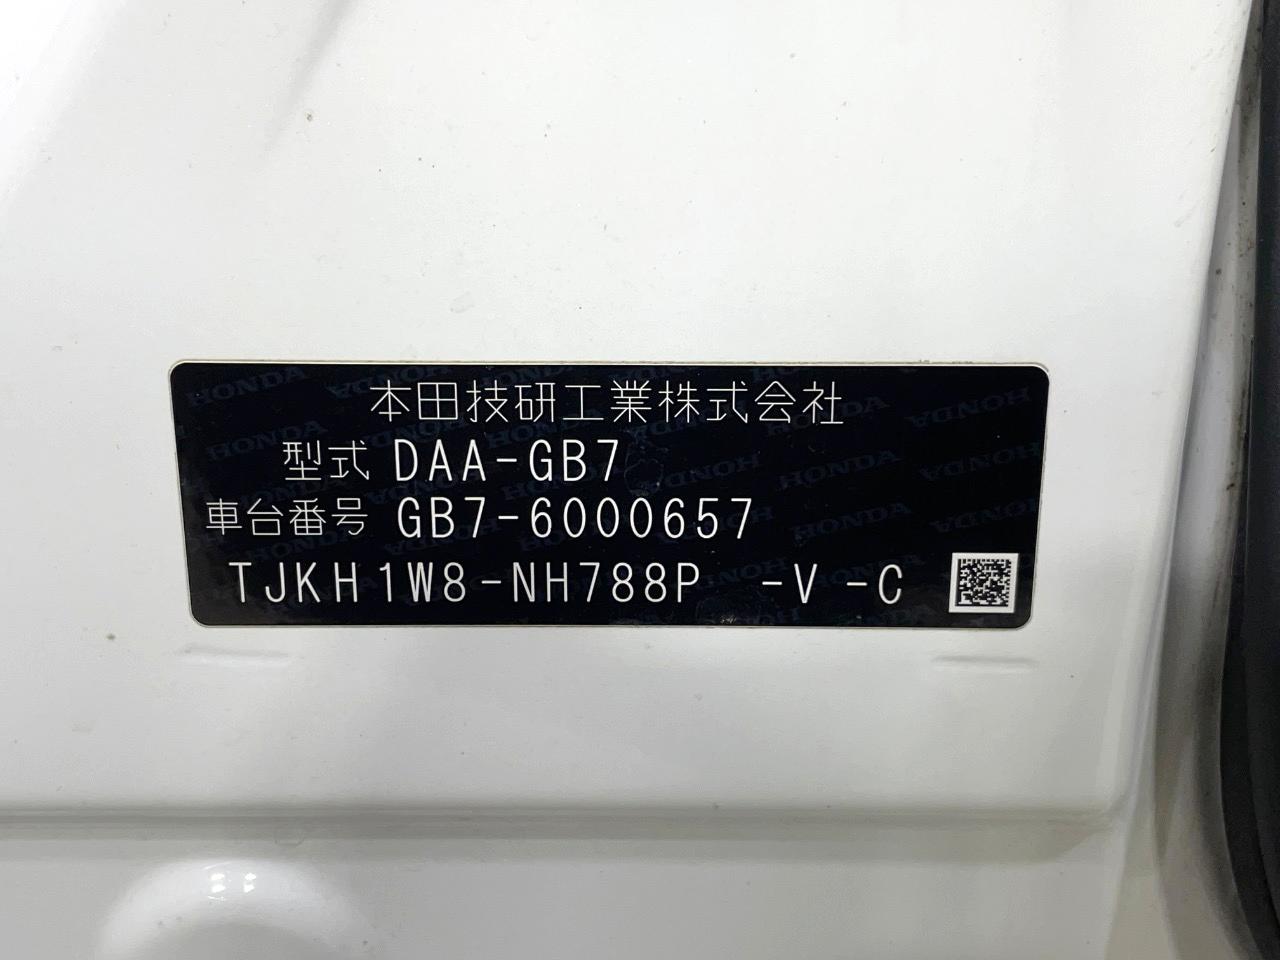 本田技研工業株式会社
型式 DAA-GB7
車台番号 GB7-6000657
TJKH1W8-NH788P -V -C